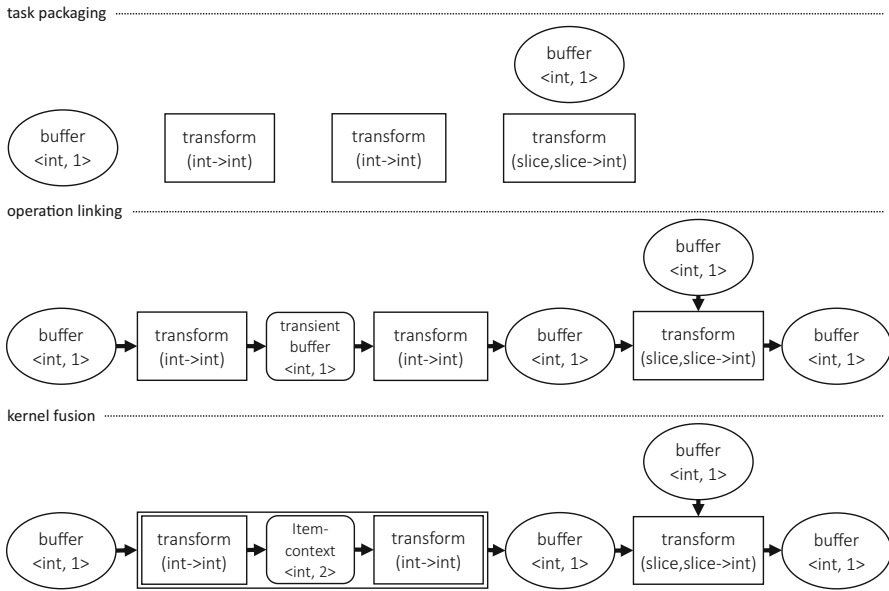 task packaging
buffer
<int, 1>
buffer
<int, 1>
transform
(int->int)
transform
(int->int)
transform
(slice,slice->int)
operation linking
buffer
<int, 1>
buffer
<int, 1>
transform
(int->int)
transient
buffer
<int, 1>
transform
(int->int)
buffer
<int, 1>
transform
(slice,slice->int)
buffer
<int, 1>
kernel fusion
buffer
<int, 1>
buffer
<int, 1>
transform
(int->int)
Item-
context
<int, 2>
transform
(int->int)
buffer
<int, 1>
transform
(slice,slice->int)
buffer
<int, 1>